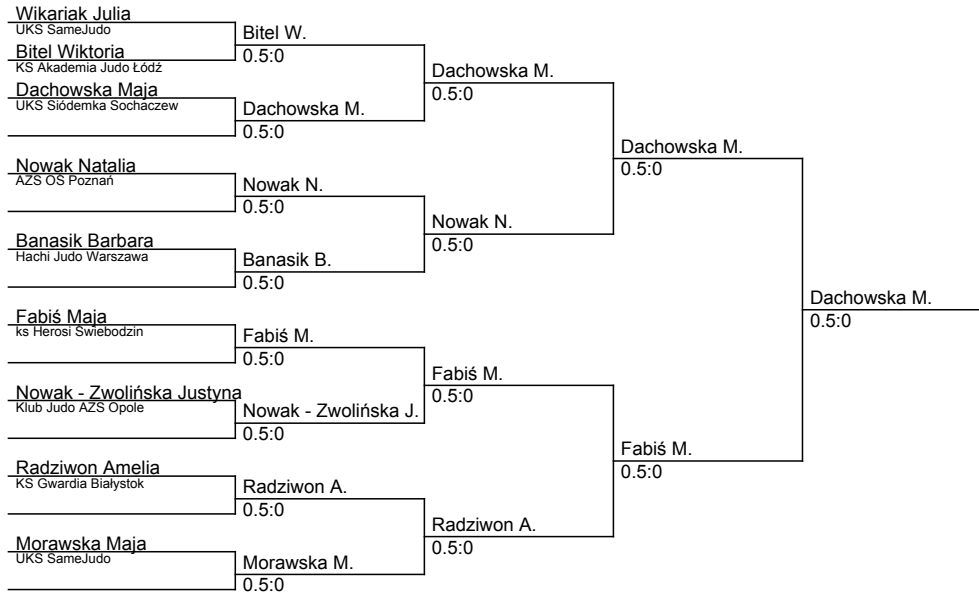 Wikariak Julia
UKS SameJudo
Bitel Wiktoria
KS Akademia Judo Łódź
Dachowska Maja
UKS Siódemka Sochaczew
Nowak Natalia
AZS OŚ Poznań
Banasik Barbara
Hachi Judo Warszawa
Fabiś Maja
ks Herosi Świebodzin
Nowak - Zwolińska Justyna
Klub Judo AZS Opole
Radziwon Amelia
KS Gwardia Białystok
Morawska Maja
UKS SameJudo
Bitel W.
0.5:0
Dachowska M.
0.5:0
Nowak N.
0.5:0
Banasik B.
0.5:0
Fabiś M.
0.5:0
Nowak - Zwolińska J.
0.5:0
Radziwon A.
0.5:0
Morawska M.
0.5:0
Dachowska M.
0.5:0
Nowak N.
0.5:0
Fabiś M.
0.5:0
Radziwon A.
0.5:0
Dachowska M.
0.5:0
Fabiś M.
0.5:0
Dachowska M.
0.5:0